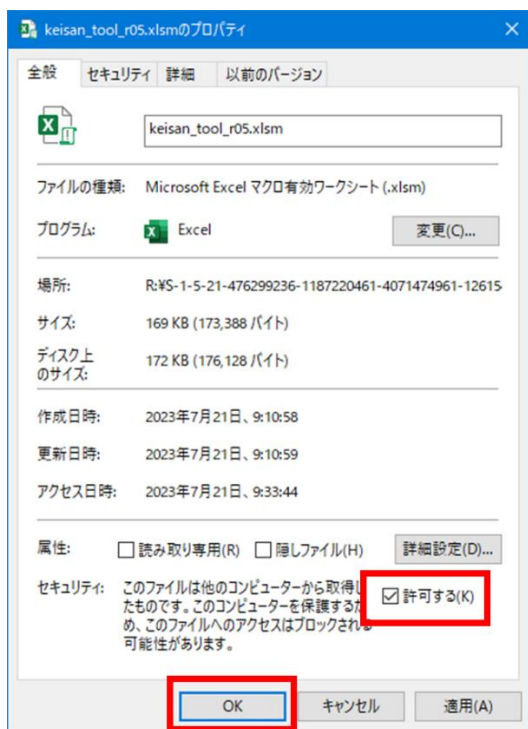 keisan_tool_r05.xlsmのプロパティ
全般 セキュリティ 詳細 以前のバージョン
keisan_tool_r05.xlsm
ファイルの種類: Microsoft Excel マクロ有効ワークシート (.xlsm)
プログラム: Excel 変更(C)...
場所: R:¥S-1-5-21-476299236-1187220461-4071474961-12615
サイズ: 169 KB (173,388 バイト)
ディスク上
のサイズ: 172 KB (176,128 バイト)
作成日時: 2023年7月21日、9:10:58
更新日時: 2023年7月21日、9:10:59
アクセス日時: 2023年7月21日、9:33:44
属性: 読み取り専用(R) 隠しファイル(H) 詳細設定(D)...
セキュリティ: このファイルは他のコンピューターから取得し
たものです。このコンピューターを保護するた
め、このファイルへのアクセスはブロックされる
可能性があります。
許可する(K)
OK キャンセル 適用(A)